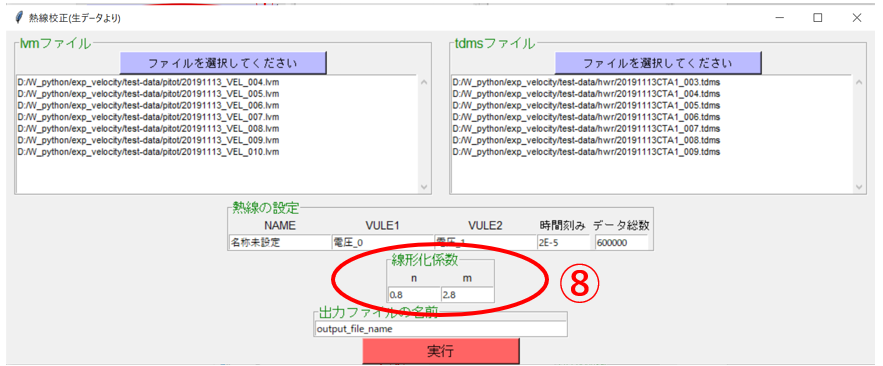 熱線校正(生データより)
lvmファイル
ファイルを選択してください
D:/W_python/exp_velocity/test-data/pitot/20191113_VEL_004.lvm
D:/W_python/exp_velocity/test-data/pitot/20191113_VEL_005.lvm
D:/W_python/exp_velocity/test-data/pitot/20191113_VEL_006.lvm
D:/W_python/exp_velocity/test-data/pitot/20191113_VEL_007.lvm
D:/W_python/exp_velocity/test-data/pitot/20191113_VEL_008.lvm
D:/W_python/exp_velocity/test-data/pitot/20191113_VEL_009.lvm
D:/W_python/exp_velocity/test-data/pitot/20191113_VEL_010.lvm
tdmsファイル
ファイルを選択してください
D:/W_python/exp_velocity/test-data/hwr/20191113CTA1_003.tdms
D:/W_python/exp_velocity/test-data/hwr/20191113CTA1_004.tdms
D:/W_python/exp_velocity/test-data/hwr/20191113CTA1_005.tdms
D:/W_python/exp_velocity/test-data/hwr/20191113CTA1_006.tdms
D:/W_python/exp_velocity/test-data/hwr/20191113CTA1_007.tdms
D:/W_python/exp_velocity/test-data/hwr/20191113CTA1_008.tdms
D:/W_python/exp_velocity/test-data/hwr/20191113CTA1_009.tdms
熱線の設定
NAME VULE1 VULE2 時間刻み データ総数
名称未設定 電圧_0 電圧_1 2E-5 600000
線形化係数
n m
0.8 2.8
⑧
出力ファイルの名前
output_file_name
実行